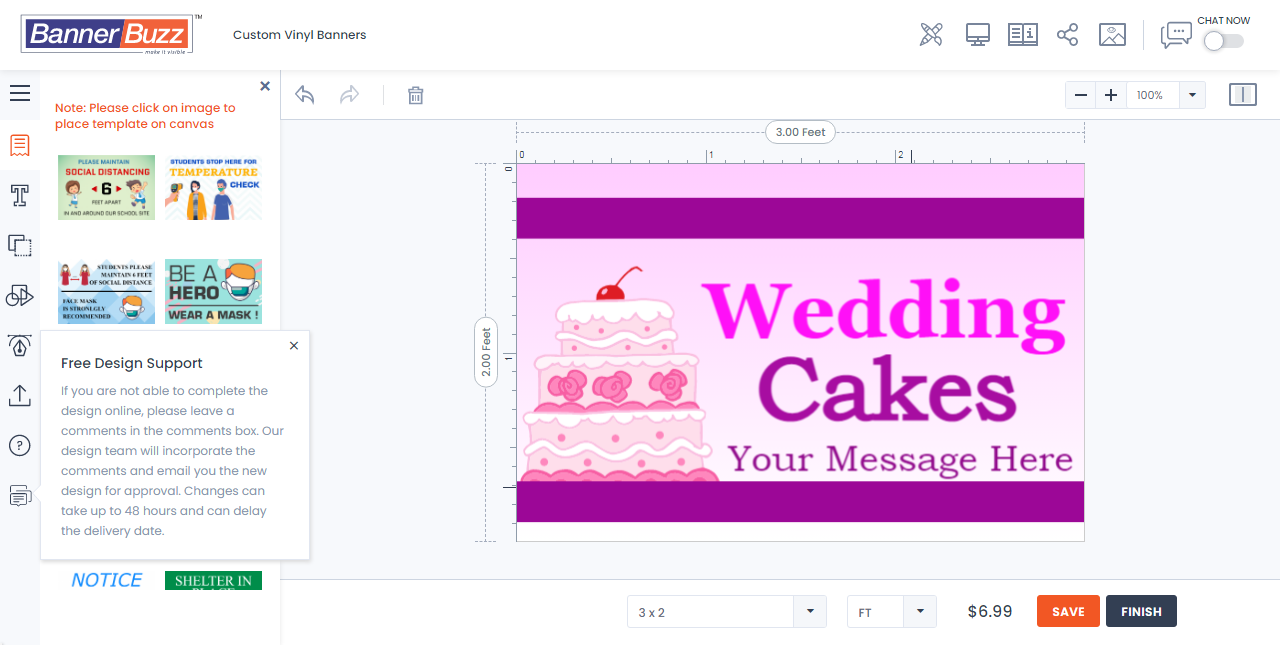 BannerBuzz
TM
make it visible
Custom Vinyl Banners
CHAT NOW
Note: Please click on image to
place template on canvas
PLEASE MAINTAIN
SOCIAL DISTANCING
6
FEET APART
IN AND AROUND OUR SCHOOL SITE
STUDENTS STOP HERE FOR
TEMPERATURE
CHECK
STUDENTS PLEASE
MAINTAIN 6 FEET
OF SOCIAL DISTANCE
FACE MASK
IS STRONLGLY
RECOMMENDED
BE A
HERO
WEAR A MASK !
Free Design Support
If you are not able to complete the
design online, please leave a
comments in the comments box. Our
design team will incorporate the
comments and email you the new
design for approval. Changes can
take up to 48 hours and can delay
the delivery date.
NOTICE
SHELTER IN
PLACE
100%
3.00 Feet
0 1 2
0
2.00 Feet
1
Wedding
Cakes
Your Message Here
3 x 2
FT
$6.99
SAVE
FINISH